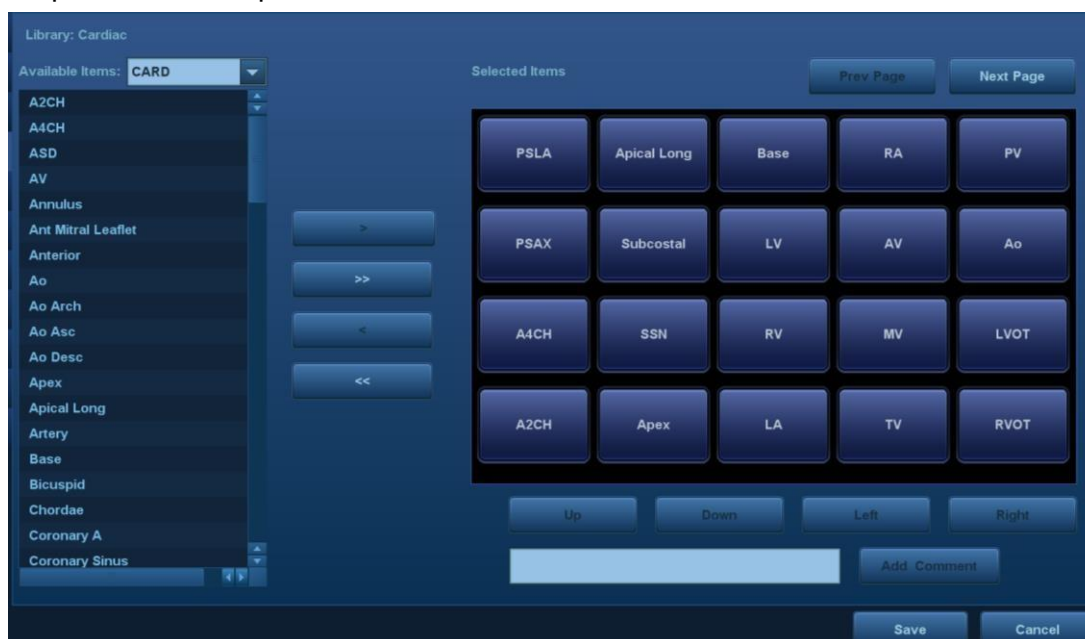 Library: Cardiac
Available Items: CARD
Selected Items
Prev Page
Next Page
A2CH
A4CH
ASD
AV
Annulus
Ant Mitral Leaflet
Anterior
Ao
Ao Arch
Ao Asc
Ao Desc
Apex
Apical Long
Artery
Base
Bicuspid
Chordae
Coronary A
Coronary Sinus
>
>>
<
<<
PSLA Apical Long Base RA PV
PSAX Subcostal LV AV Ao
A4CH SSN RV MV LVOT
A2CH Apex LA TV RVOT
Up Down Left Right
Add Comment
Save Cancel